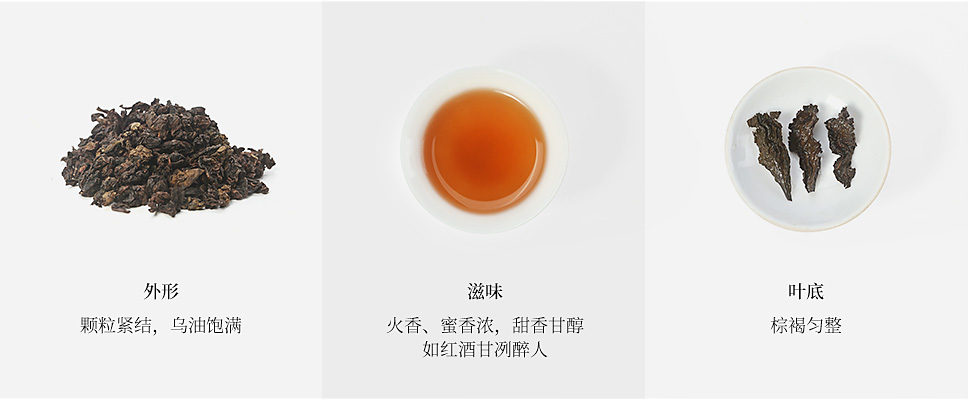 外形
颗粒紧结，乌油饱满
滋味
火香、蜜香浓，甜香甘醇
如红酒甘冽醉人
叶底
棕褐匀整